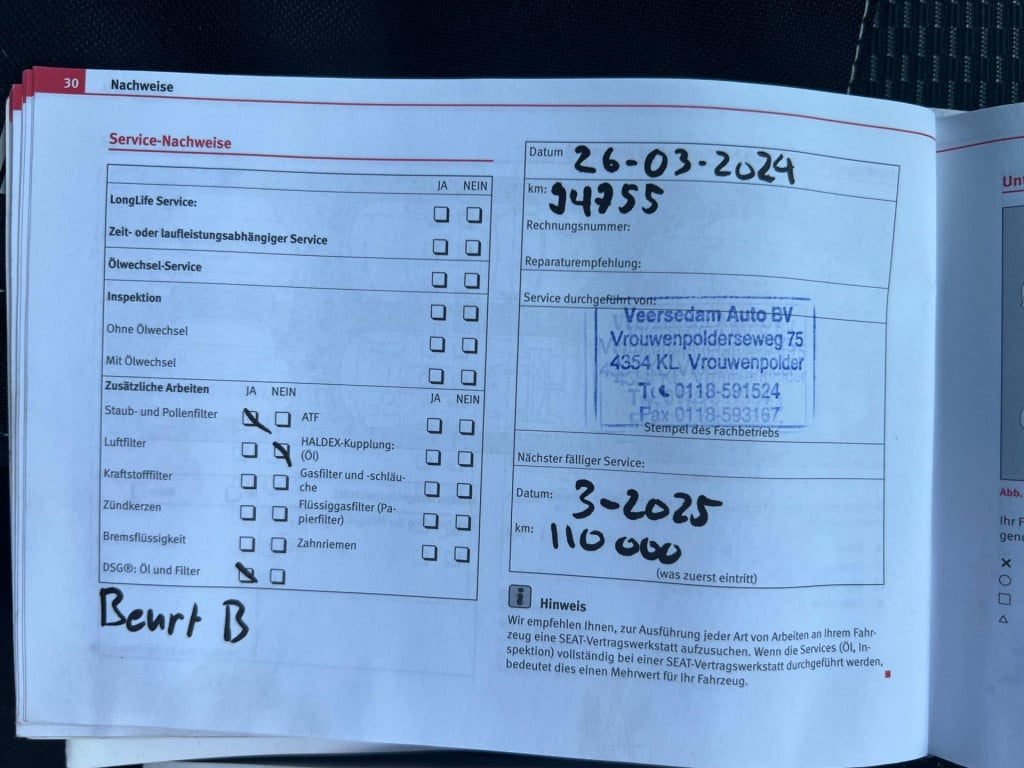 30 Nachweise
Service-Nachweise
JA NEIN
LongLife Service:
Zeit- oder laufleistungsabhängiger Service
Ölwechsel-Service
Inspektion
Ohne Ölwechsel
Mit Ölwechsel
Zusätzliche Arbeiten JA NEIN JA NEIN
Staub- und Pollenfilter ATF
Luftfilter HALDEX-Kupplung:
(Öl)
Kraftstofffilter Gasfilter und -schläu-
che
Zündkerzen Flüssiggasfilter (Pa-
pierfilter)
Bremsflüssigkeit Zahnriemen
DSG®: Öl und Filter
Beurt B
Datum 26-03-2024
km: 94755
Rechnungsnummer:
Reparaturempfehlung:
Service durchgeführt von:
Veersedam Auto BV
Vrouwenpolderseweg 75
4354 KL Vrouwenpolder
0118-591524
Fax 0118-593167
Stempel des Fachbetriebs
Nächster fälliger Service:
Datum: 3-2025
km: 110 000
(was zuerst eintritt)
i Hinweis
Wir empfehlen Ihnen, zur Ausführung jeder Art von Arbeiten an Ihrem Fahr-
zeug eine SEAT-Vertragswerkstatt aufzusuchen. Wenn die Services (Öl, In-
spektion) vollständig bei einer SEAT-Vertragswerkstatt durchgeführt werden,
bedeutet dies einen Mehrwert für Ihr Fahrzeug.
Abb.
Ihr F